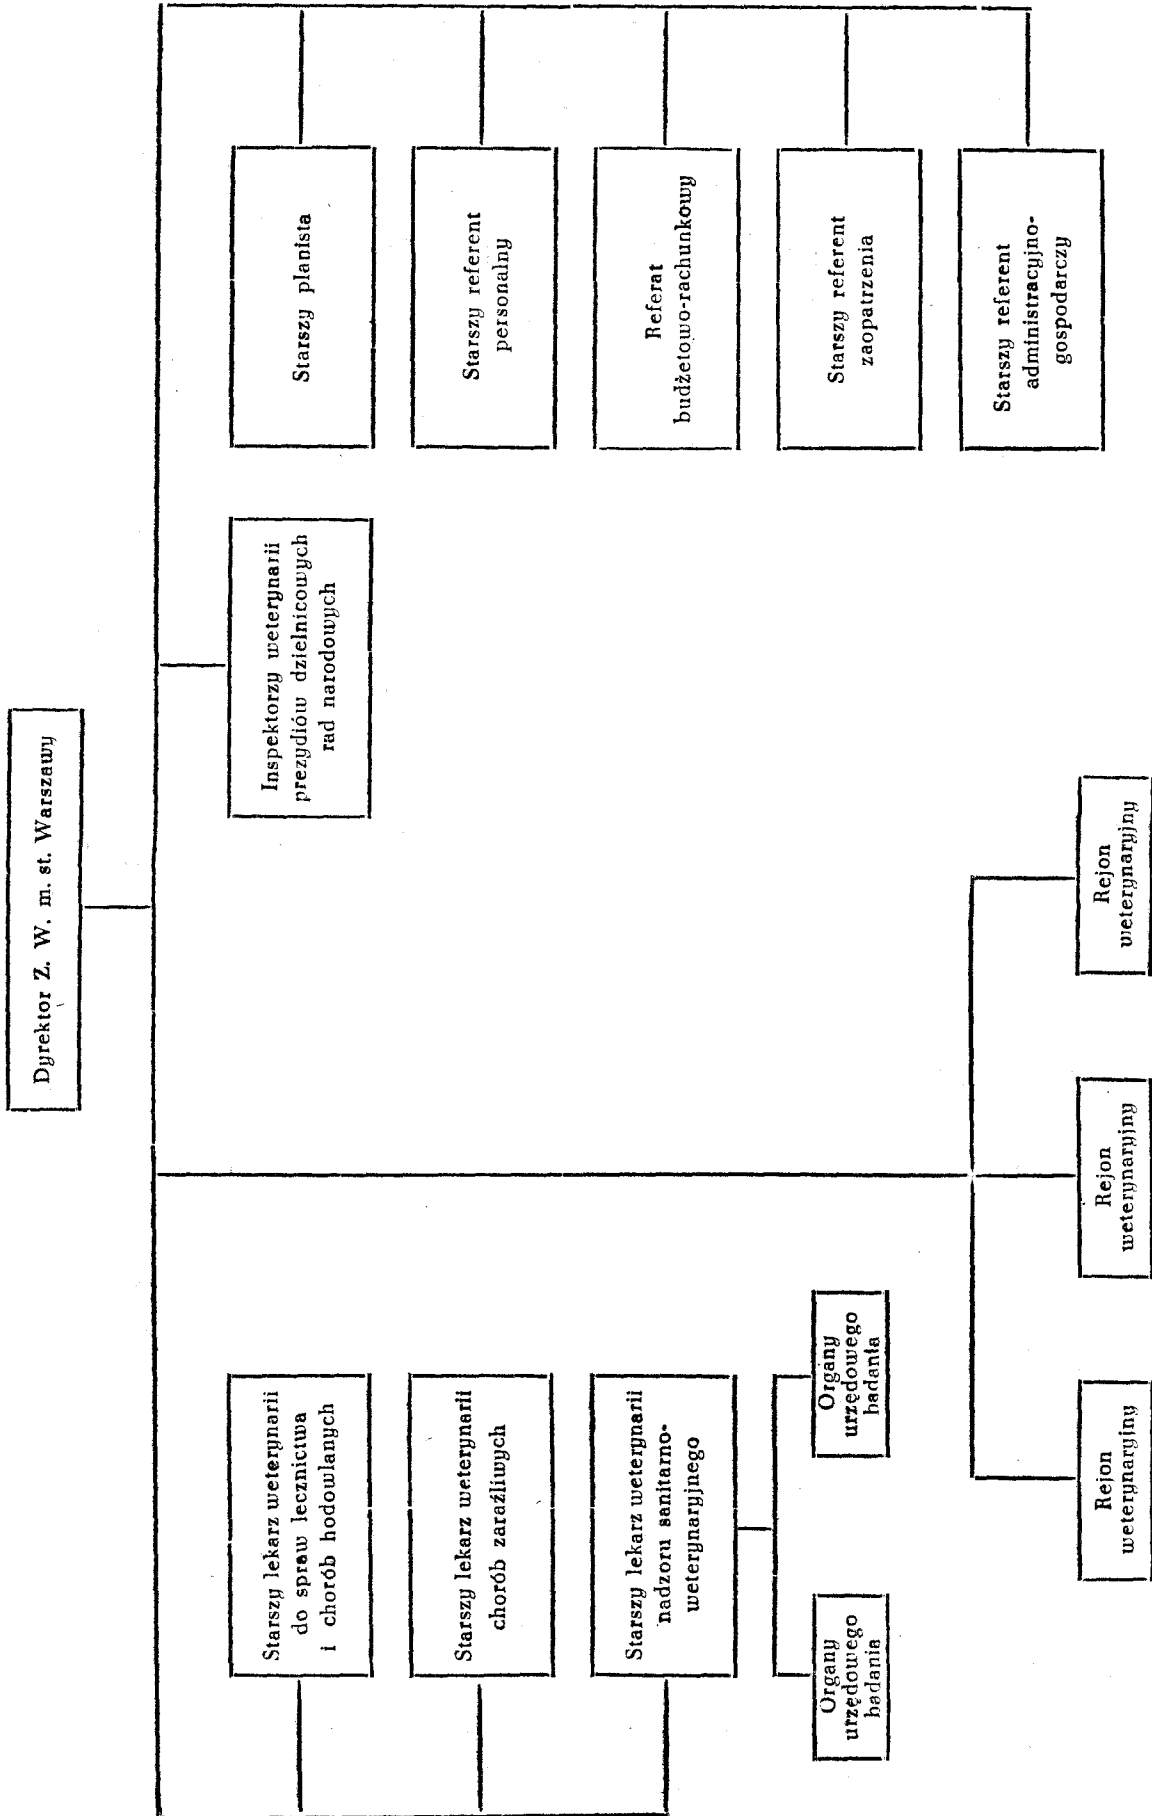 Dyrektor Z. W. m. st. Warszawy
Starszy lekarz weterynarii
do spraw lecznictwa
i chorób hodowlanych
Starszy lekarz weterynarii
chorób zaraźliwych
Starszy lekarz weterynarii
nadzoru sanitarno-
weterynaryjnego
Organy
urzędowego
badania
Organy
urzędowego
badania
Rejon
weterynaryjny
Rejon
weterynaryjny
Rejon
weterynaryjny
Inspektorzy weterynarii
prezydiów dzielnicowych
rad narodowych
Starszy planista
Starszy referent
personalny
Referat
budżetowo-rachunkowy
Starszy referent
zaopatrzenia
Starszy referent
administracyjno-
gospodarczy